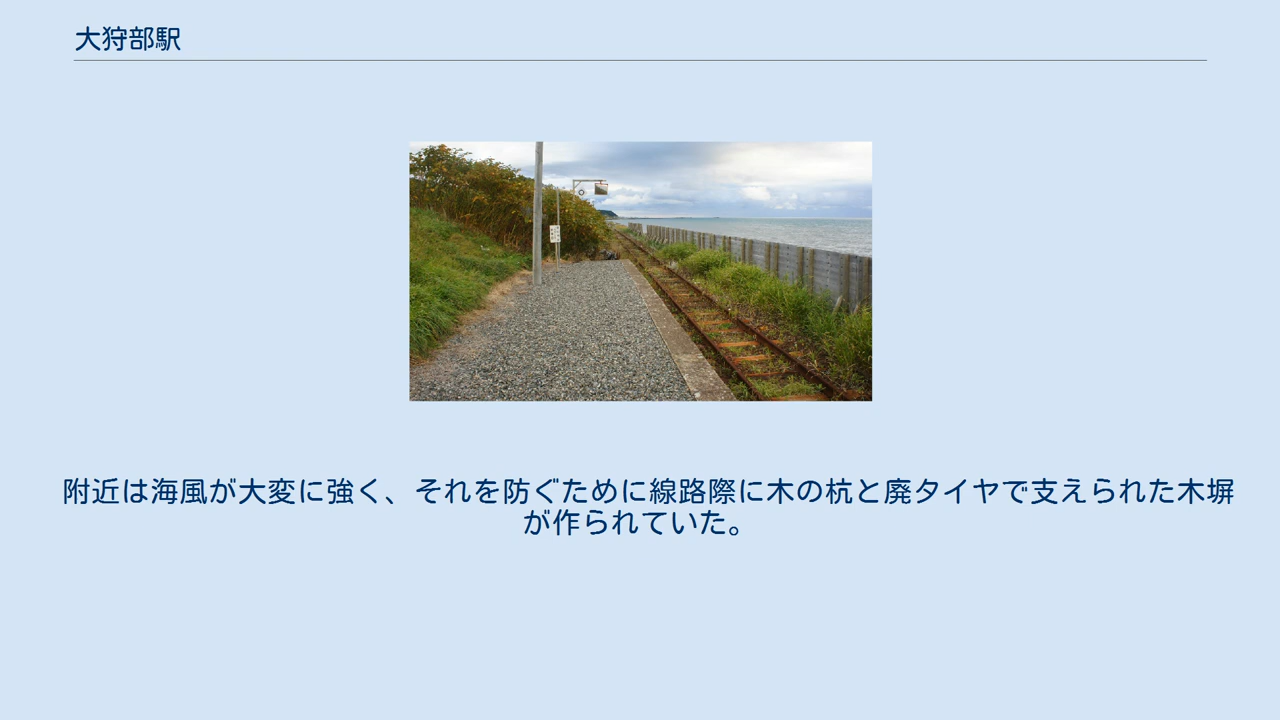 大狩部駅
附近は海風が大変に強く、それを防ぐために線路際に木の杭と廃タイヤで支えられた木塀
が作られていた。